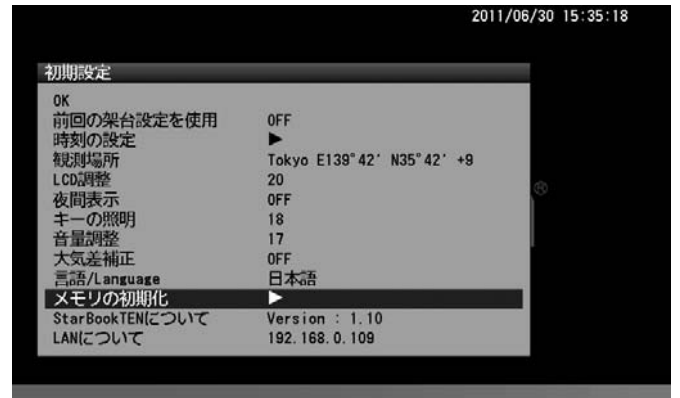 2011/06/30 15:35:18
初期設定
OK
前回の架台設定を使用 OFF
時刻の設定 ▶
観測場所 Tokyo E139°42' N35°42' +9
LCD調整 20
夜間表示 OFF
キーの照明 18
音量調整 17
大気差補正 OFF
言語/Language 日本語
メモリの初期化 ▶
StarBookTENについて Version : 1.10
LANについて 192.168.0.109
®